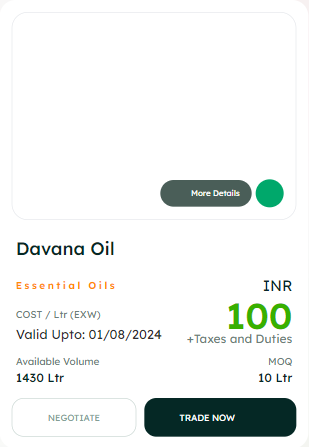 More Details
Davana Oil
Essential Oils
INR
COST / Ltr (EXW)
100
Valid Upto: 01/08/2024
+Taxes and Duties
Available Volume
MOQ
1430 Ltr
10 Ltr
NEGOTIATE
TRADE NOW